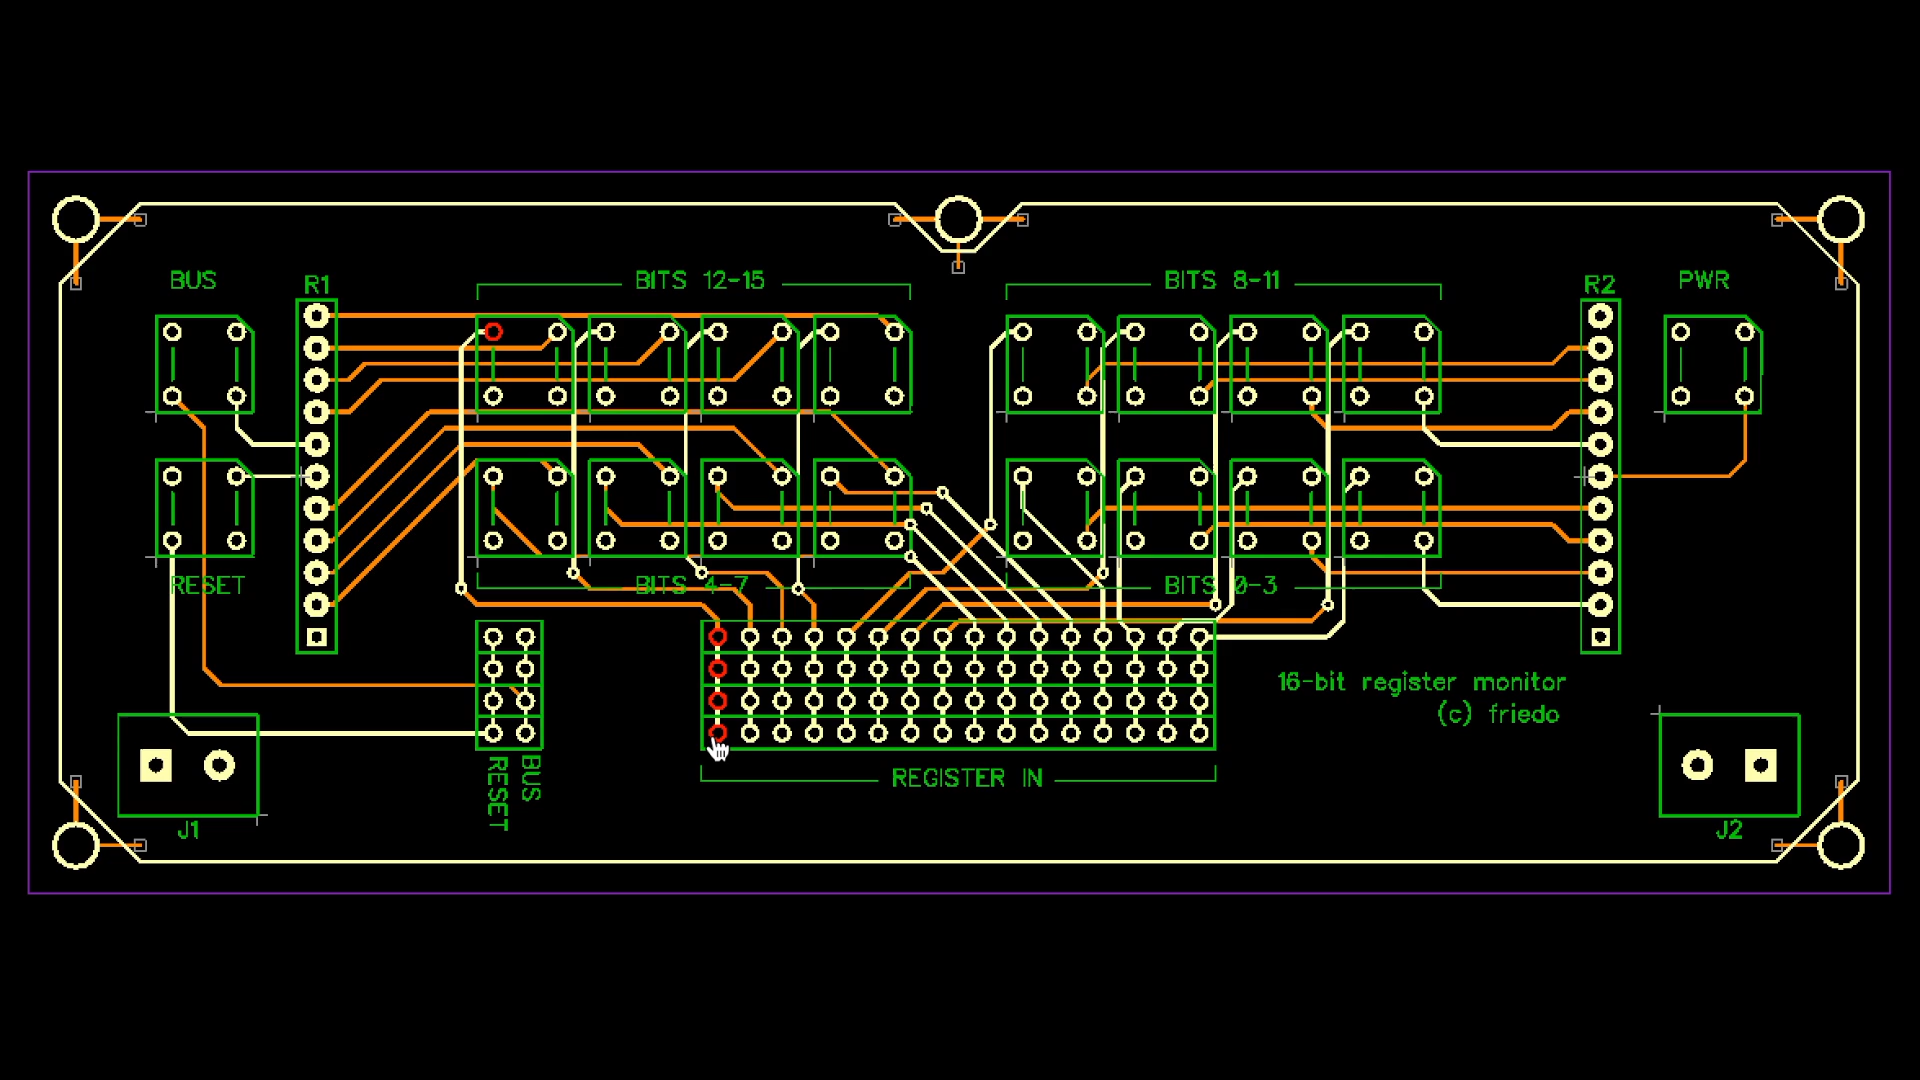 BUS
R1
BITS 12-15
BITS 8-11
R2
PWR
RESET
BITS 4-7
BITS 0-3
16-bit register monitor
(c) friedo
RESET
BUS
REGISTER IN
J1
J2